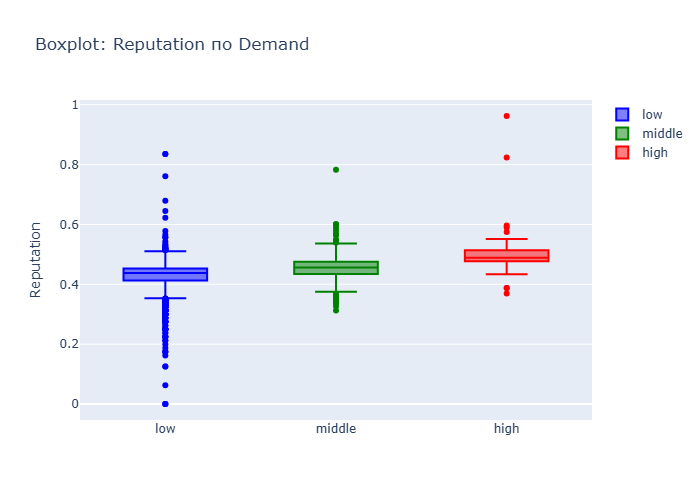 Boxplot: Reputation по Demand
low
middle
high
Reputation
1
0.8
0.6
0.4
0.2
0
low
middle
high